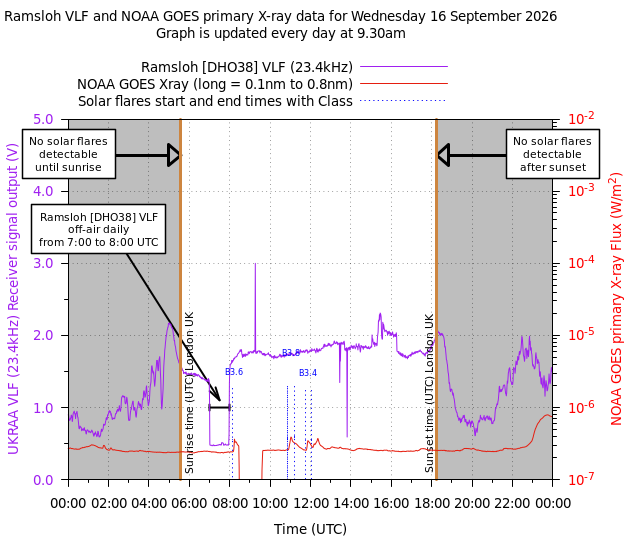 Ramsloh VLF and NOAA GOES primary X-ray data for Wednesday 16 September 2026
Graph is updated every day at 9.30am
Ramsloh [DHO38] VLF (23.4kHz)
NOAA GOES Xray (long = 0.1nm to 0.8nm)
Solar flares start and end times with Class
5.0
4.0
3.0
2.0
1.0
0.0
10-2
10-3
10-4
10-5
10-6
10-7
UKRAA VLF (23.4kHz) Receiver signal output (V)
NOAA GOES primary X-ray Flux (W/m2)
No solar flares
detectable
until sunrise
No solar flares
detectable
after sunset
Ramsloh [DHO38] VLF
off-air daily
from 7:00 to 8:00 UTC
Sunrise time (UTC) London UK
Sunset time (UTC) London UK
B3.6
B3.8
B3.4
00:00 02:00 04:00 06:00 08:00 10:00 12:00 14:00 16:00 18:00 20:00 22:00 00:00
Time (UTC)